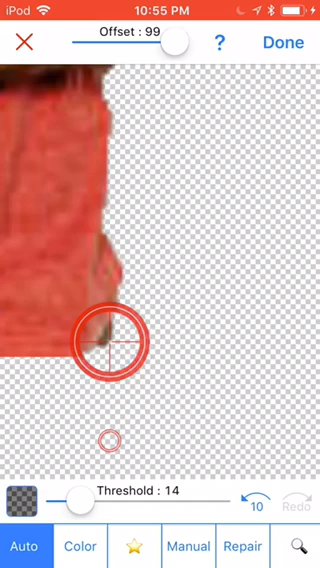 iPod 10:55 PM
Offset : 99
? Done
Threshold : 14
10 Redo
Auto Color Manual Repair